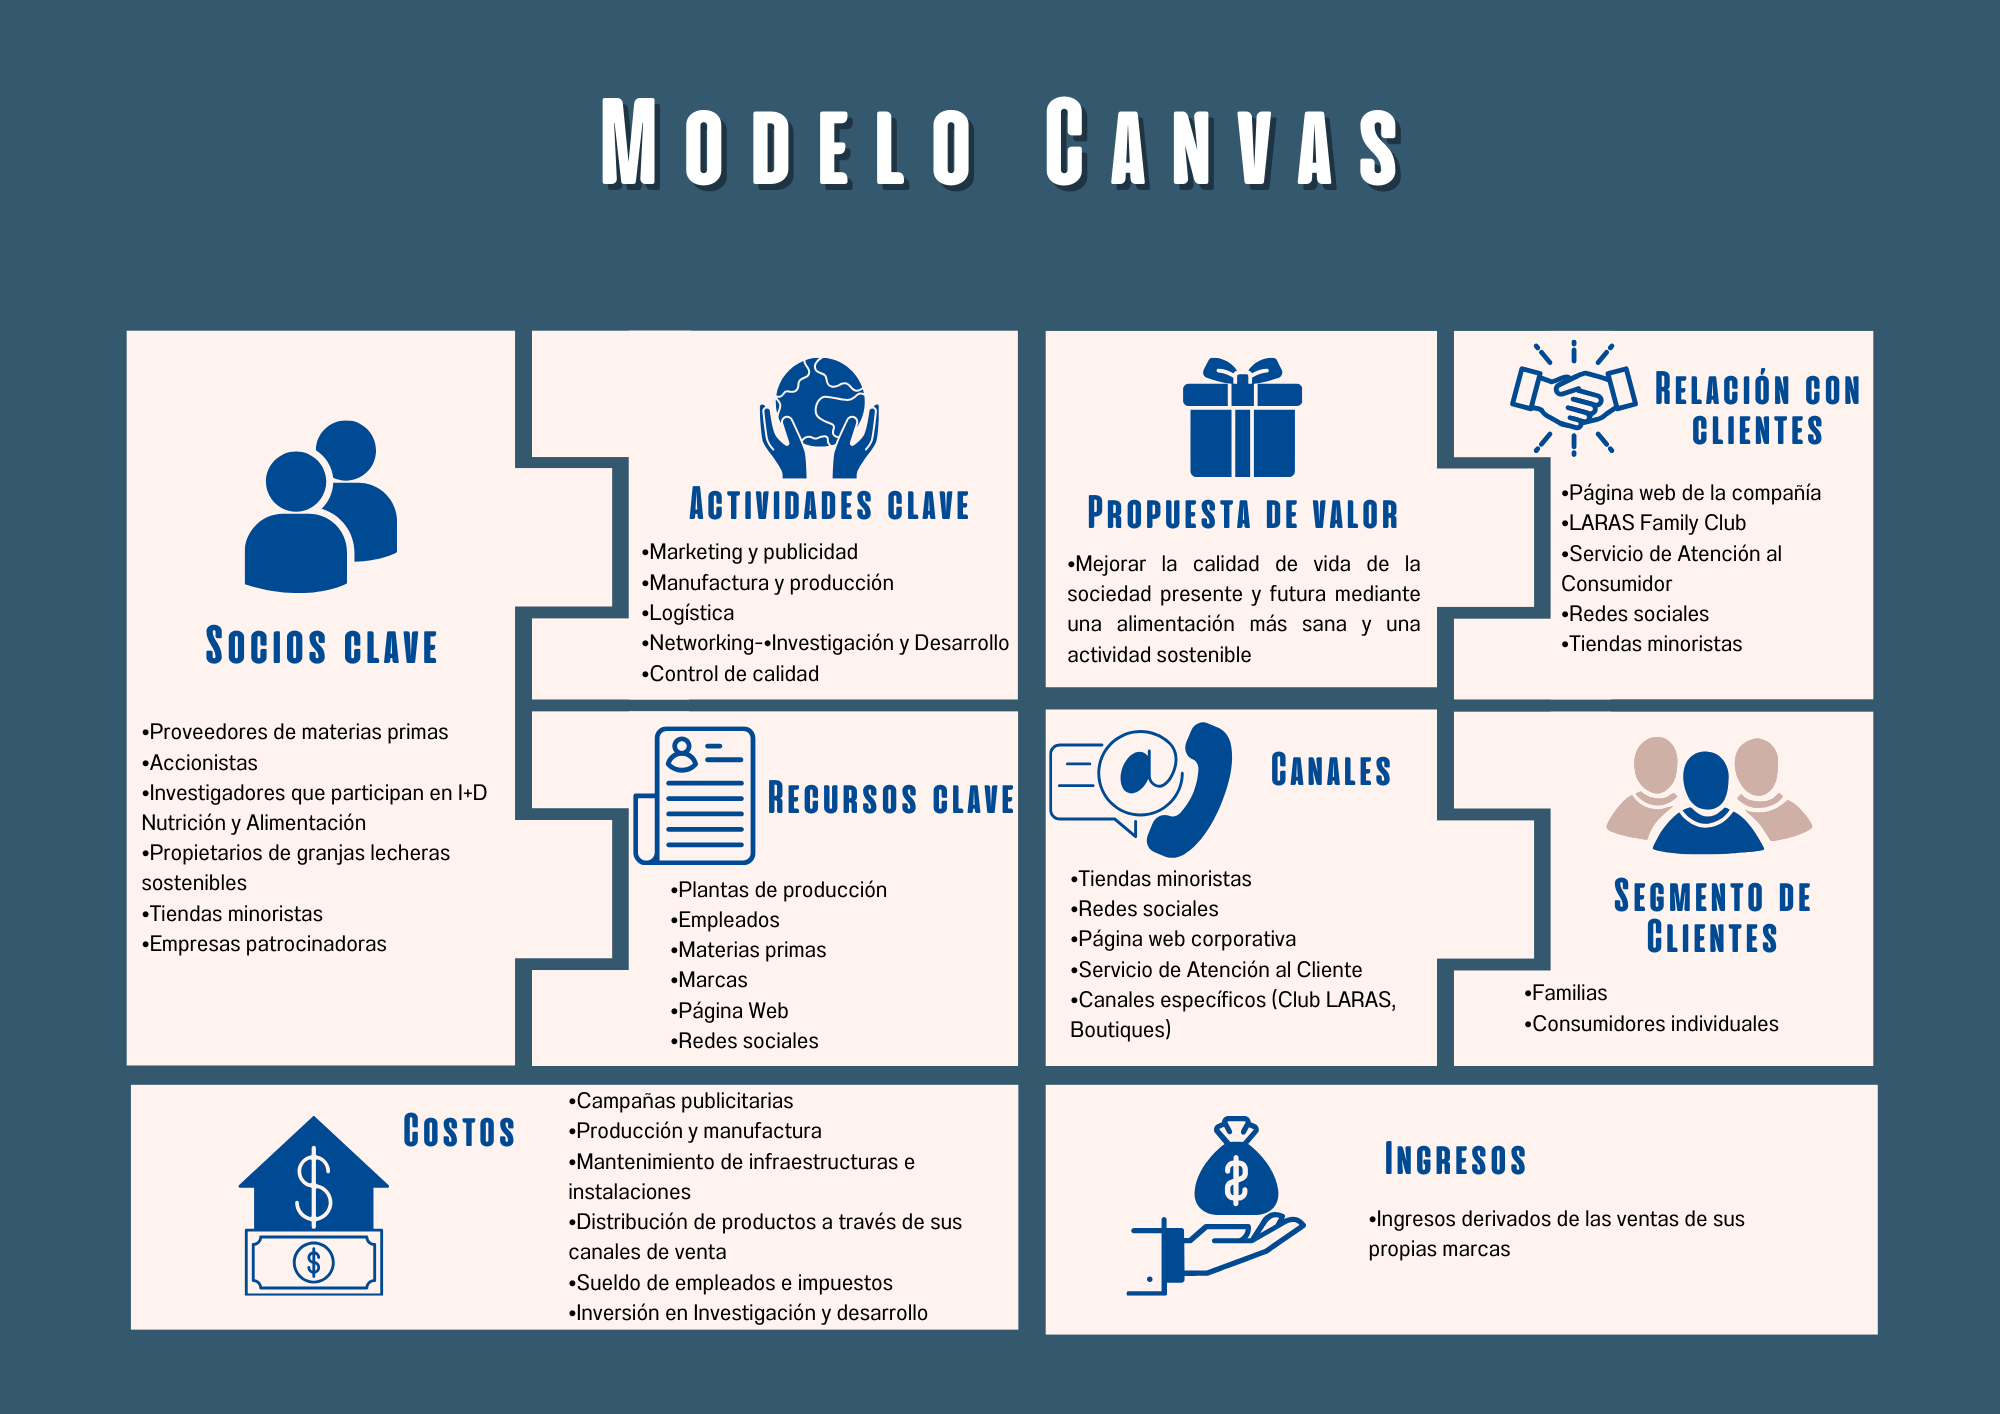 Modelo Canvas
Socios clave
•Proveedores de materias primas
•Accionistas
•Investigadores que participan en I+D
Nutrición y Alimentación
•Propietarios de granjas lecheras
sostenibles
•Tiendas minoristas
•Empresas patrocinadoras
Actividades clave
•Marketing y publicidad
•Manufactura y producción
•Logística
•Networking-•Investigación y Desarrollo
•Control de calidad
Recursos clave
•Plantas de producción
•Empleados
•Materias primas
•Marcas
•Página Web
•Redes sociales
Propuesta de valor
•Mejorar la calidad de vida de la
sociedad presente y futura mediante
una alimentación más sana y una
actividad sostenible
Canales
•Tiendas minoristas
•Redes sociales
•Página web corporativa
•Servicio de Atención al Cliente
•Canales específicos (Club LARAS,
Boutiques)
Relación con
clientes
•Página web de la compañía
•LARAS Family Club
•Servicio de Atención al
Consumidor
•Redes sociales
•Tiendas minoristas
Segmento de
Clientes
•Familias
•Consumidores individuales
Costos
•Campañas publicitarias
•Producción y manufactura
•Mantenimiento de infraestructuras e
instalaciones
•Distribución de productos a través de sus
canales de venta
•Sueldo de empleados e impuestos
•Inversión en Investigación y desarrollo
Ingresos
•Ingresos derivados de las ventas de sus
propias marcas